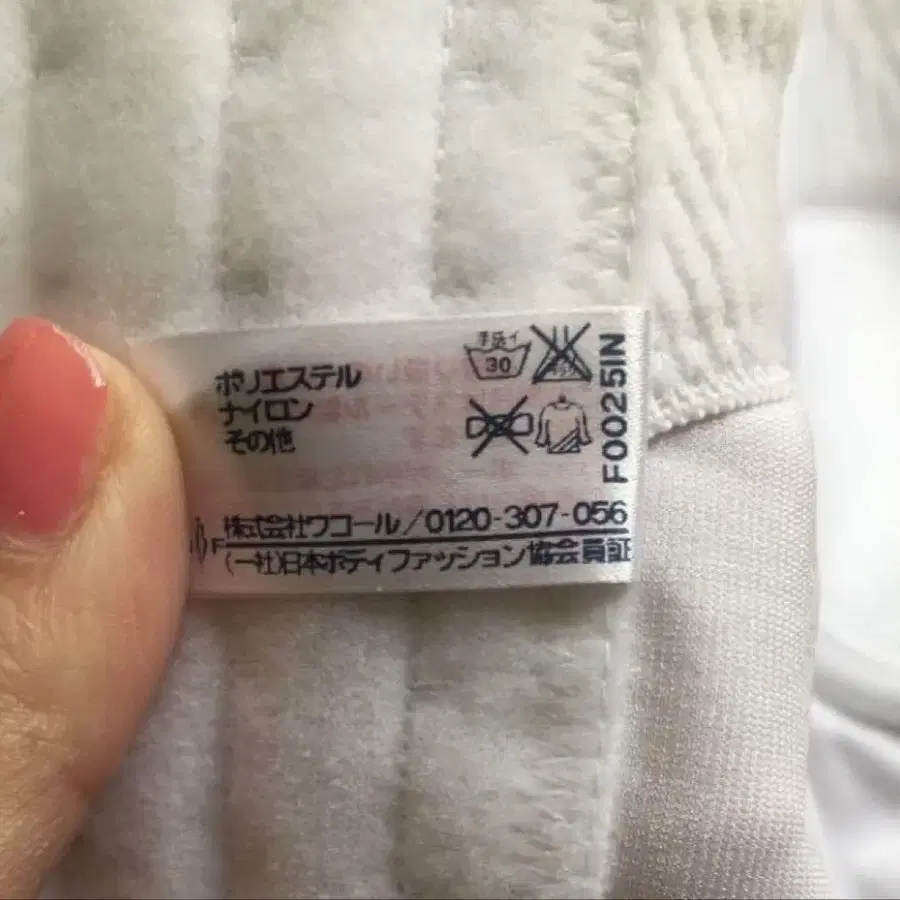 ポリエステル
ナイロン
その他
手洗イ
30
F0025IN
株式会社ワコール/0120-307-056
(一社)日本ボディファッション協会員証